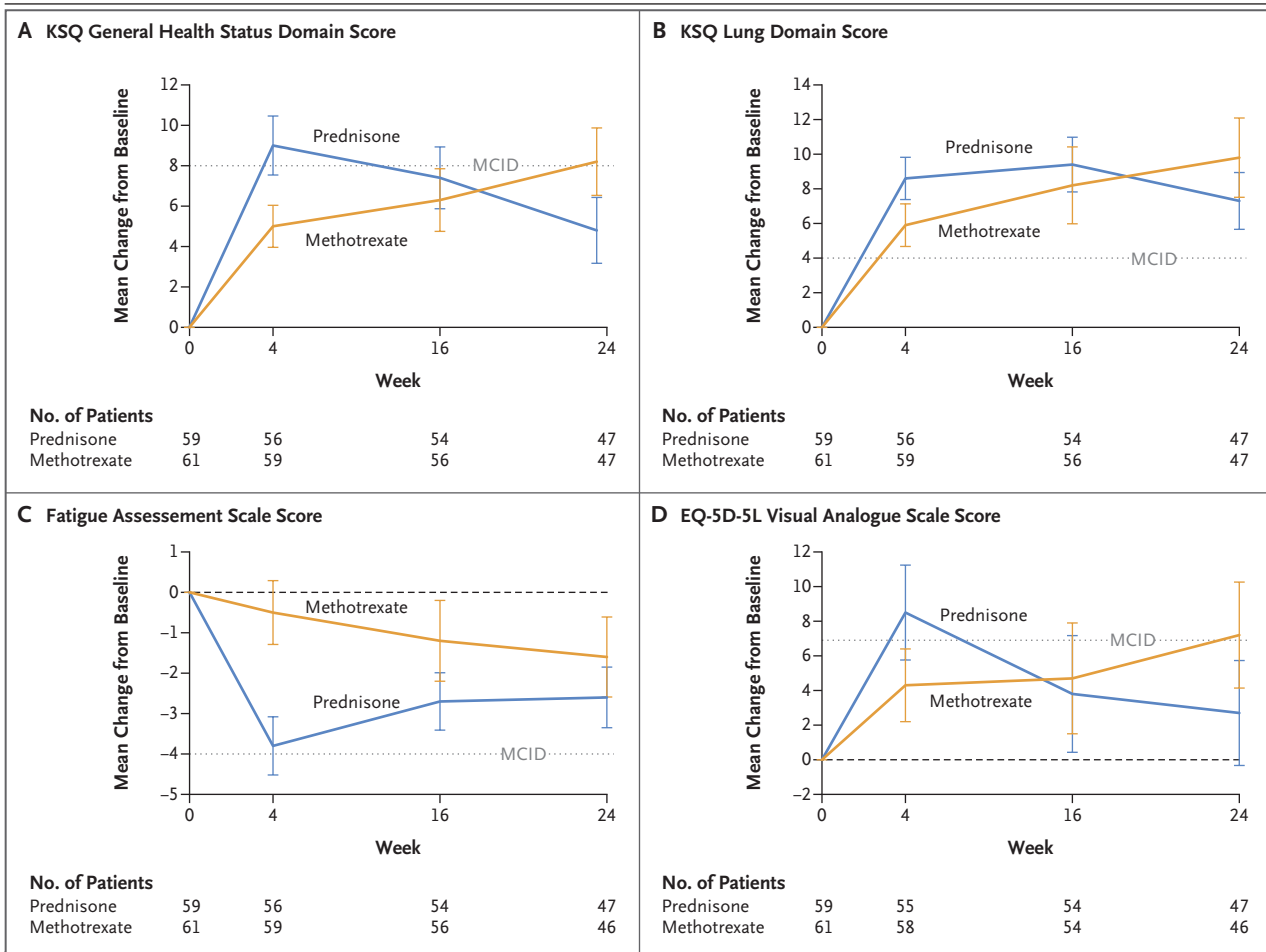 A KSQ General Health Status Domain Score
Mean Change from Baseline
12
10
8
6
4
2
0
Prednisone
MCID
Methotrexate
0 4 16 24
Week
No. of Patients
Prednisone 59 56 54 47
Methotrexate 61 59 56 47
B KSQ Lung Domain Score
Mean Change from Baseline
14
12
10
8
6
4
2
0
Prednisone
Methotrexate
MCID
0 4 16 24
Week
No. of Patients
Prednisone 59 56 54 47
Methotrexate 61 59 56 47
C Fatigue Assessement Scale Score
Mean Change from Baseline
1
0
−1
−2
−3
−4
−5
Methotrexate
Prednisone
MCID
0 4 16 24
Week
No. of Patients
Prednisone 59 56 54 47
Methotrexate 61 59 56 46
D EQ-5D-5L Visual Analogue Scale Score
Mean Change from Baseline
12
10
8
6
4
2
0
−2
Prednisone
MCID
Methotrexate
0 4 16 24
Week
No. of Patients
Prednisone 59 55 54 47
Methotrexate 61 58 54 46